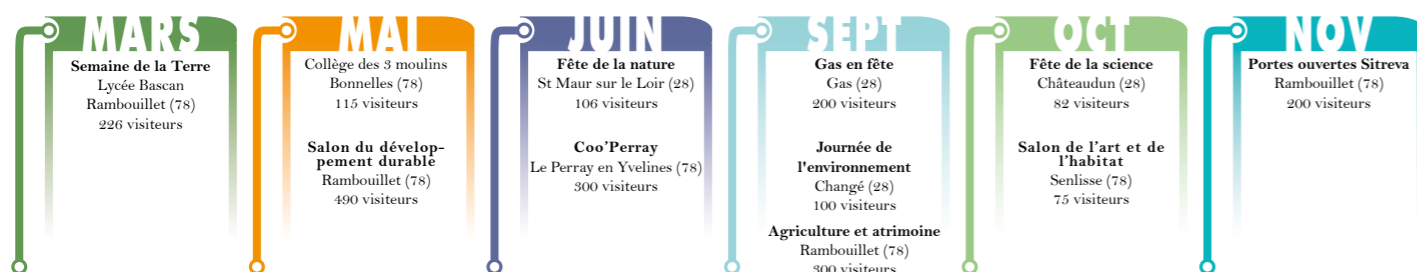 MARS
Semaine de la Terre
Lycée Bascan
Rambouillet (78)
226 visiteurs
MAI
Collège des 3 moulins
Bonnelles (78)
115 visiteurs
Salon du dévelop-
pement durable
Rambouillet (78)
490 visiteurs
JUIN
Fête de la nature
St Maur sur le Loir (28)
106 visiteurs
Coo'Perray
Le Perray en Yvelines (78)
300 visiteurs
SEPT
Gas en fête
Gas (28)
200 visiteurs
Journée de
l'environnement
Changé (28)
100 visiteurs
Agriculture et atrimoine
Rambouillet (78)
300 visiteurs
OCT
Fête de la science
Châteaudun (28)
82 visiteurs
Salon de l'art et de
l'habitat
Senlisse (78)
75 visiteurs
NOV
Portes ouvertes Sitreva
Rambouillet (78)
200 visiteurs